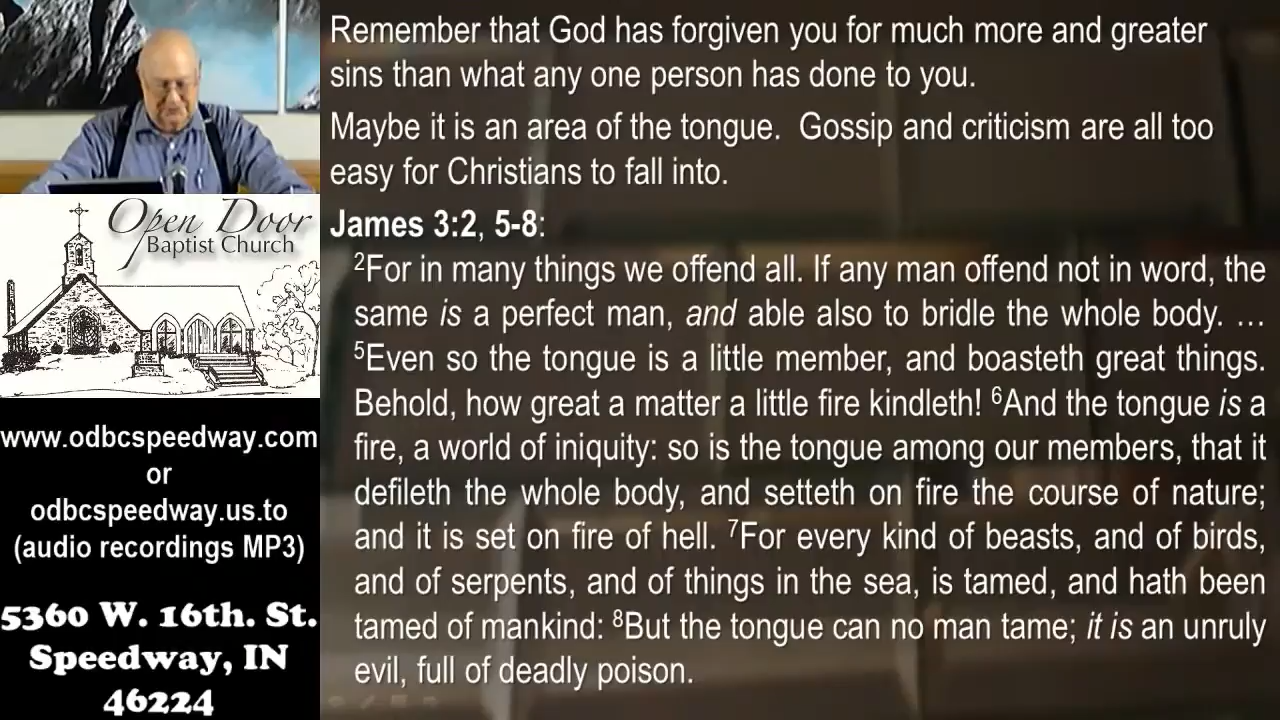 Remember that God has forgiven you for much more and greater
sins than what any one person has done to you.
Maybe it is an area of the tongue.  Gossip and criticism are all too
easy for Christians to fall into.
James 3:2, 5-8:
2For in many things we offend all. If any man offend not in word, the
same is a perfect man, and able also to bridle the whole body. …
5Even so the tongue is a little member, and boasteth great things.
Behold, how great a matter a little fire kindleth! 6And the tongue is a
fire, a world of iniquity: so is the tongue among our members, that it
defileth the whole body, and setteth on fire the course of nature;
and it is set on fire of hell. 7For every kind of beasts, and of birds,
and of serpents, and of things in the sea, is tamed, and hath been
tamed of mankind: 8But the tongue can no man tame; it is an unruly
evil, full of deadly poison.
Open Door
Baptist Church
www.odbcspeedway.com
or
odbcspeedway.us.to
(audio recordings MP3)
5360 W. 16th. St.
Speedway, IN
46224